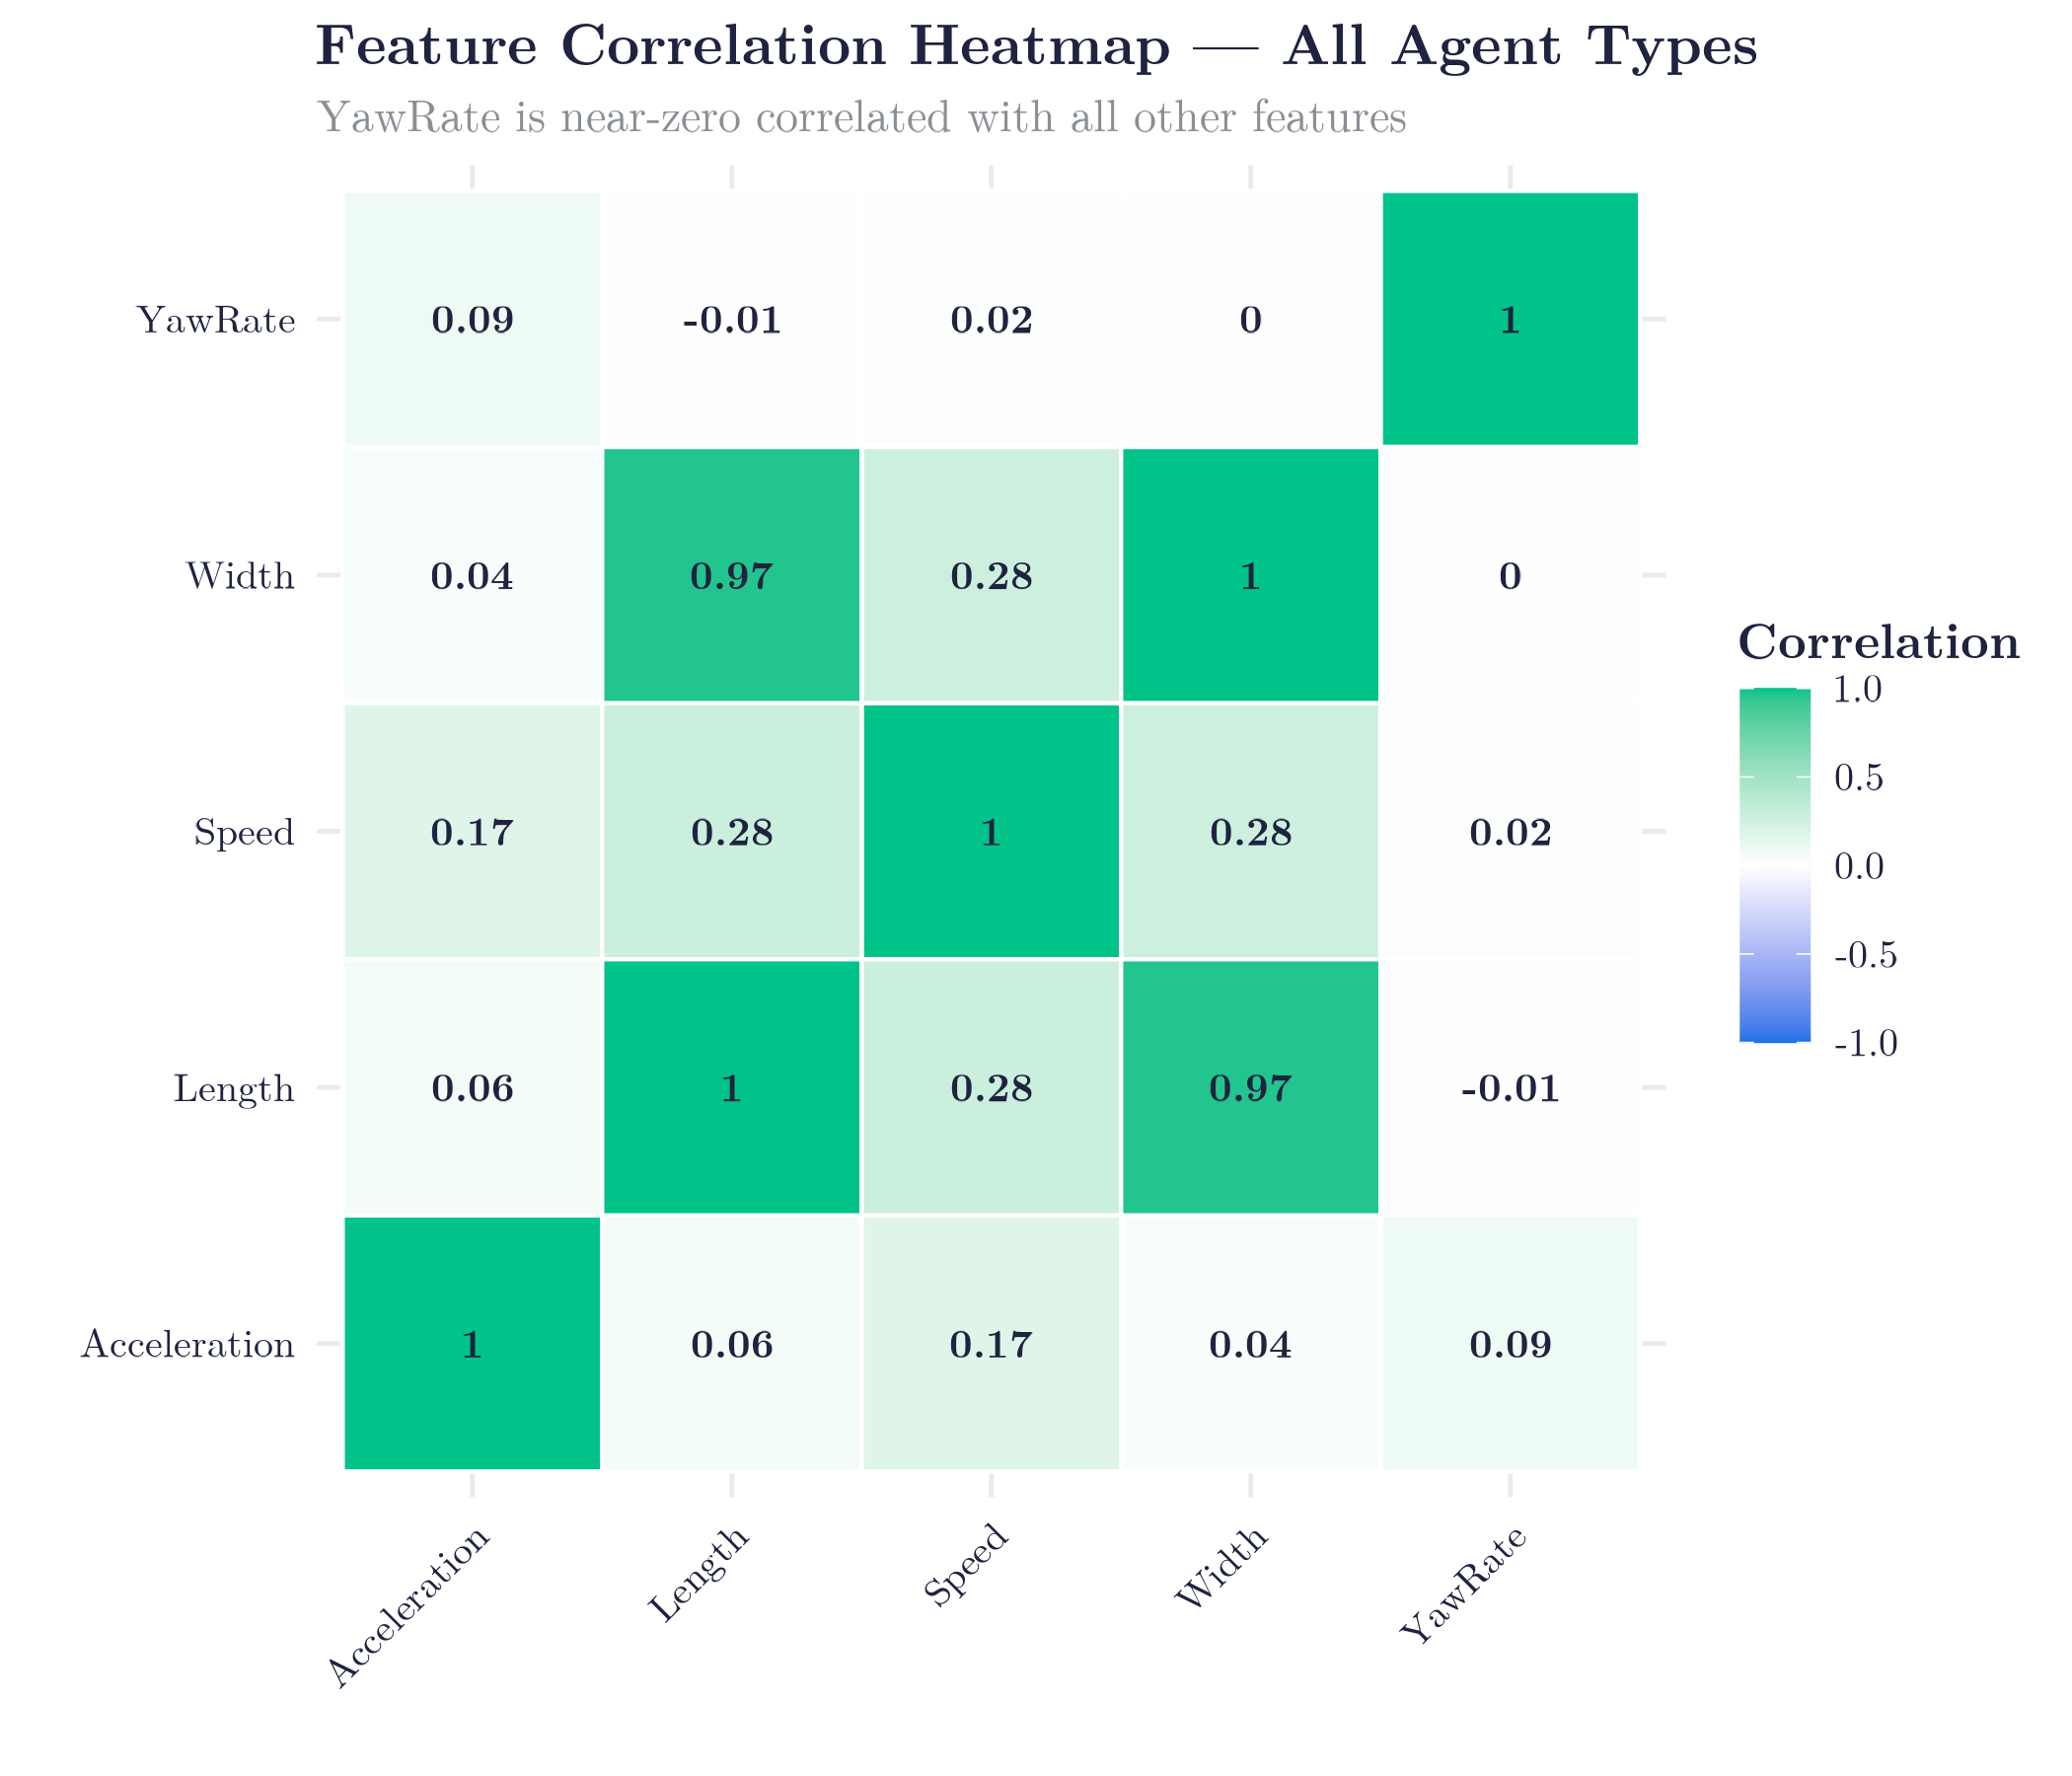 Feature Correlation Heatmap — All Agent Types
YawRate is near-zero correlated with all other features
YawRate 0.09 -0.01 0.02 0 1
Width 0.04 0.97 0.28 1 0
Speed 0.17 0.28 1 0.28 0.02
Length 0.06 1 0.28 0.97 -0.01
Acceleration 1 0.06 0.17 0.04 0.09
Acceleration Length Speed Width YawRate
Correlation
1.0
0.5
0.0
-0.5
-1.0